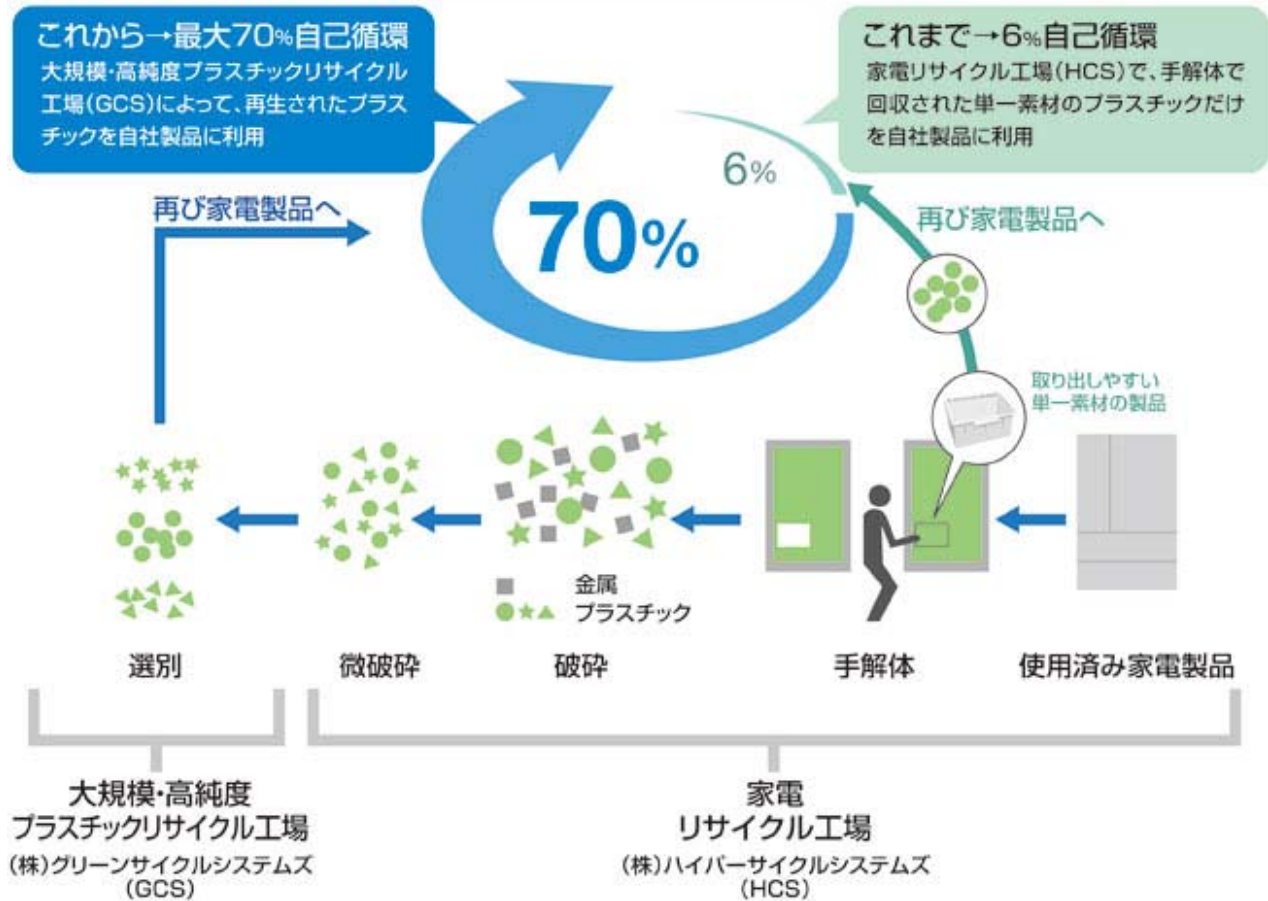 これから→最大70%自己循環
大規模・高純度プラスチックリサイクル
工場(GCS)によって、再生されたプラス
チックを自社製品に利用
これまで→6%自己循環
家電リサイクル工場(HCS)で、手解体で
回収された単一素材のプラスチックだけ
を自社製品に利用
6%
70%
再び家電製品へ
再び家電製品へ
取り出しやすい
単一素材の製品
金属
プラスチック
選別
微破砕
破砕
手解体
使用済み家電製品
大規模・高純度
プラスチックリサイクル工場
(株)グリーンサイクルシステムズ
(GCS)
家電
リサイクル工場
(株)ハイパーサイクルシステムズ
(HCS)